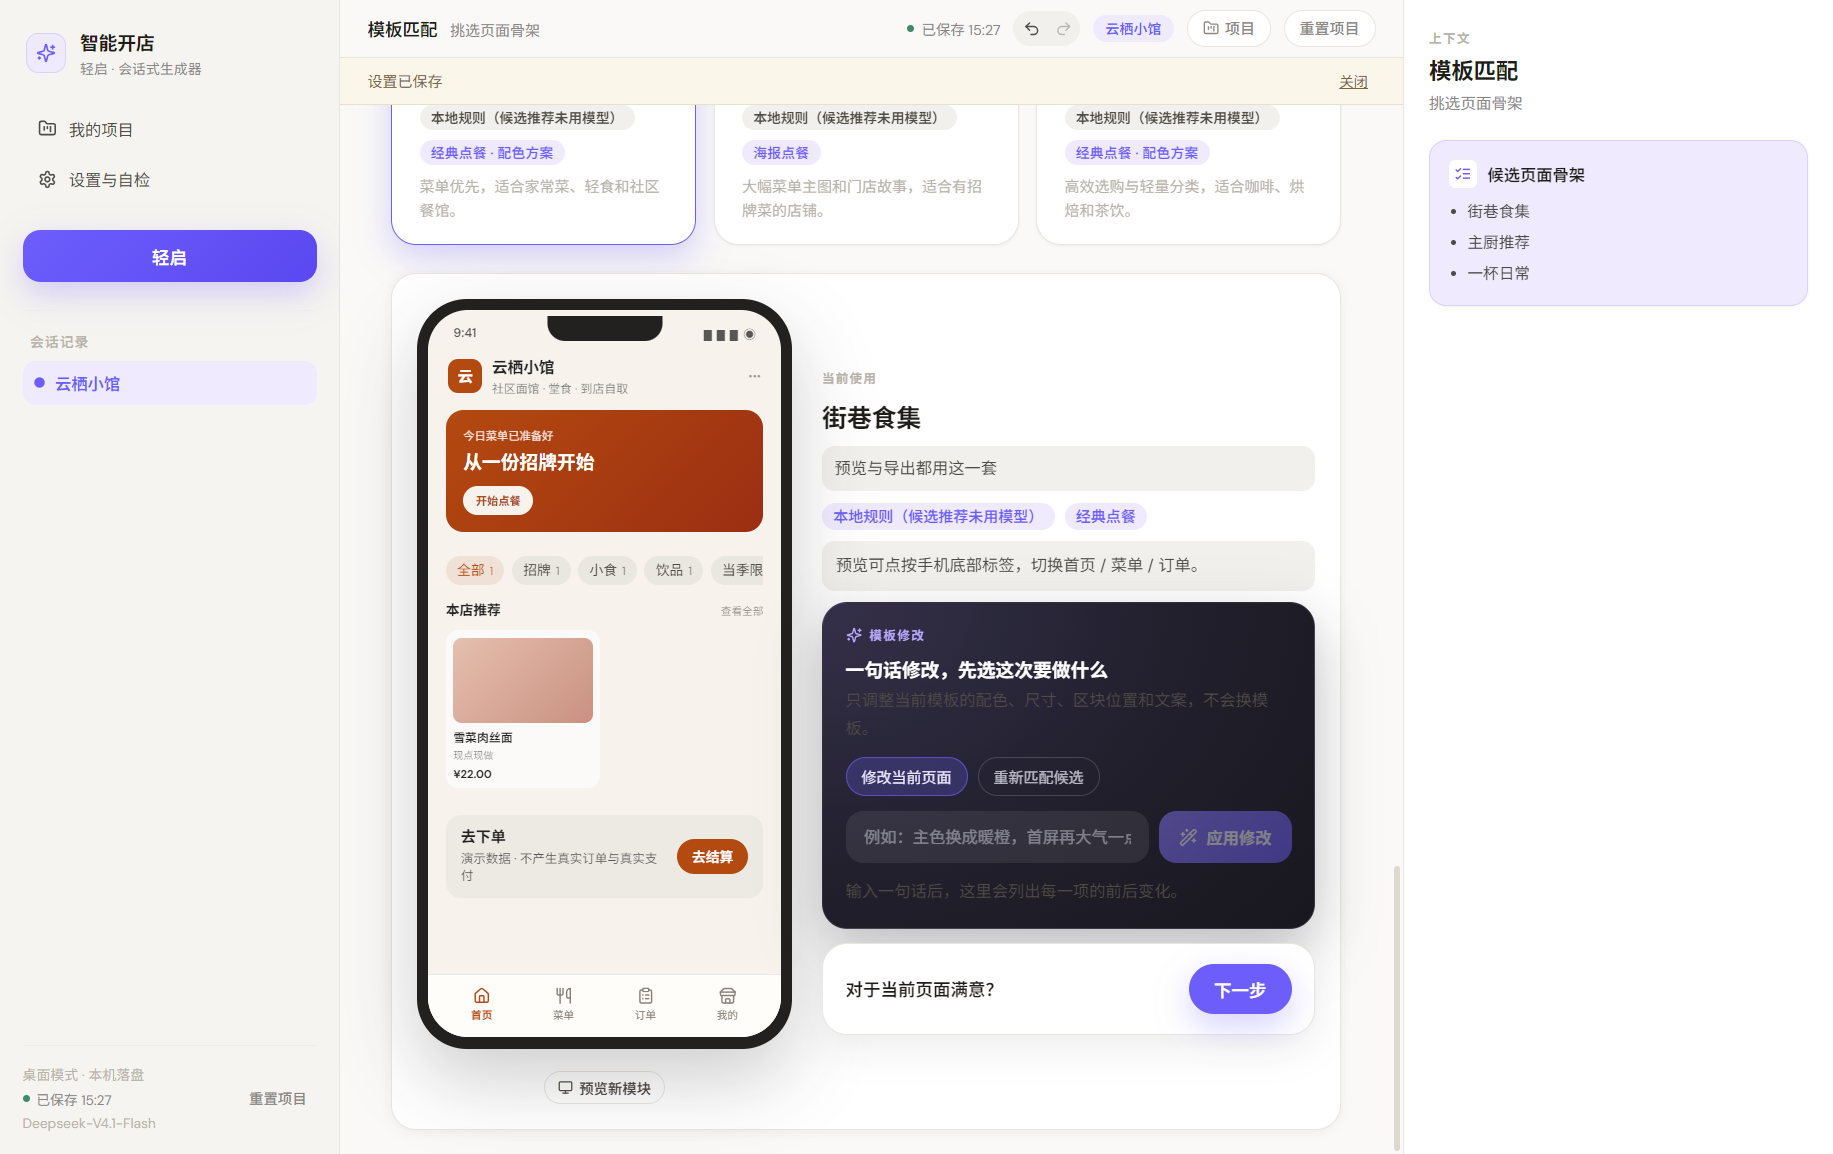 智能开店
轻启 · 会话式生成器
我的项目
设置与自检
轻启
会话记录
云栖小馆
桌面模式 · 本机落盘
已保存 15:27
重置项目
Deepseek-V4.1-Flash
模板匹配
挑选页面骨架
已保存 15:27
云栖小馆
项目
重置项目
设置已保存
关闭
本地规则（候选推荐未用模型）
经典点餐 · 配色方案
菜单优先，适合家常菜、轻食和社区
餐馆。
本地规则（候选推荐未用模型）
海报点餐
大幅菜单主图和门店故事，适合有招
牌菜的店铺。
本地规则（候选推荐未用模型）
经典点餐 · 配色方案
高效选购与轻量分类，适合咖啡、烘
焙和茶饮。
9:41
云
云栖小馆
社区面馆 · 堂食 · 到店自取
今日菜单已准备好
从一份招牌开始
开始点餐
全部 1
招牌 1
小食 1
饮品 1
当季限
本店推荐
查看全部
雪菜肉丝面
现点现做
¥22.00
去下单
演示数据 · 不产生真实订单与真实支
付
去结算
首页
菜单
订单
我的
预览新模块
当前使用
街巷食集
预览与导出都用这一套
本地规则（候选推荐未用模型）
经典点餐
预览可点按手机底部标签，切换首页 / 菜单 / 订单。
模板修改
一句话修改，先选这次要做什么
只调整当前模板的配色、尺寸、区块位置和文案，不会换模
板。
修改当前页面
重新匹配候选
例如：主色换成暖橙，首屏再大气一点
应用修改
输入一句话后，这里会列出每一项的前后变化。
对于当前页面满意？
下一步
上下文
模板匹配
挑选页面骨架
候选页面骨架
街巷食集
主厨推荐
一杯日常